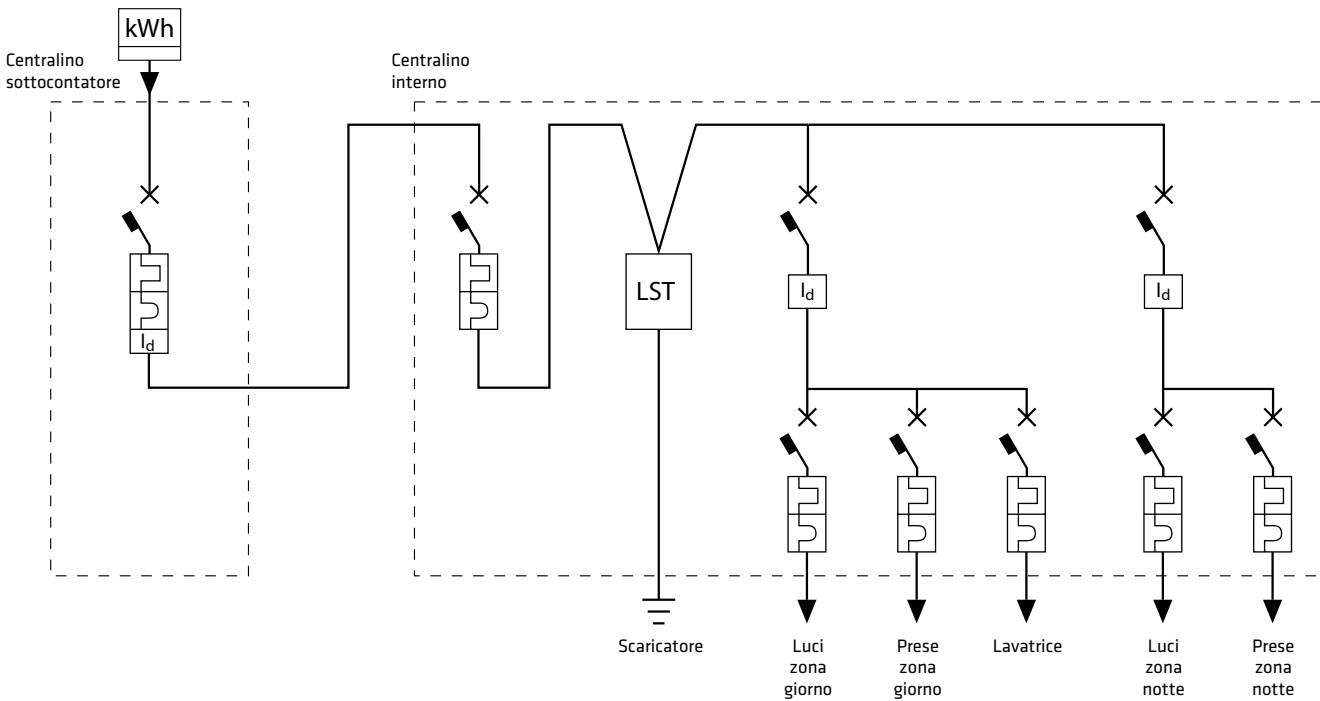 kWh
Centralino
sottocontatore
Centralino
interno
Id
LST
Id
Id
Scaricatore
Luci
zona
giorno
Prese
zona
giorno
Lavatrice
Luci
zona
notte
Prese
zona
notte